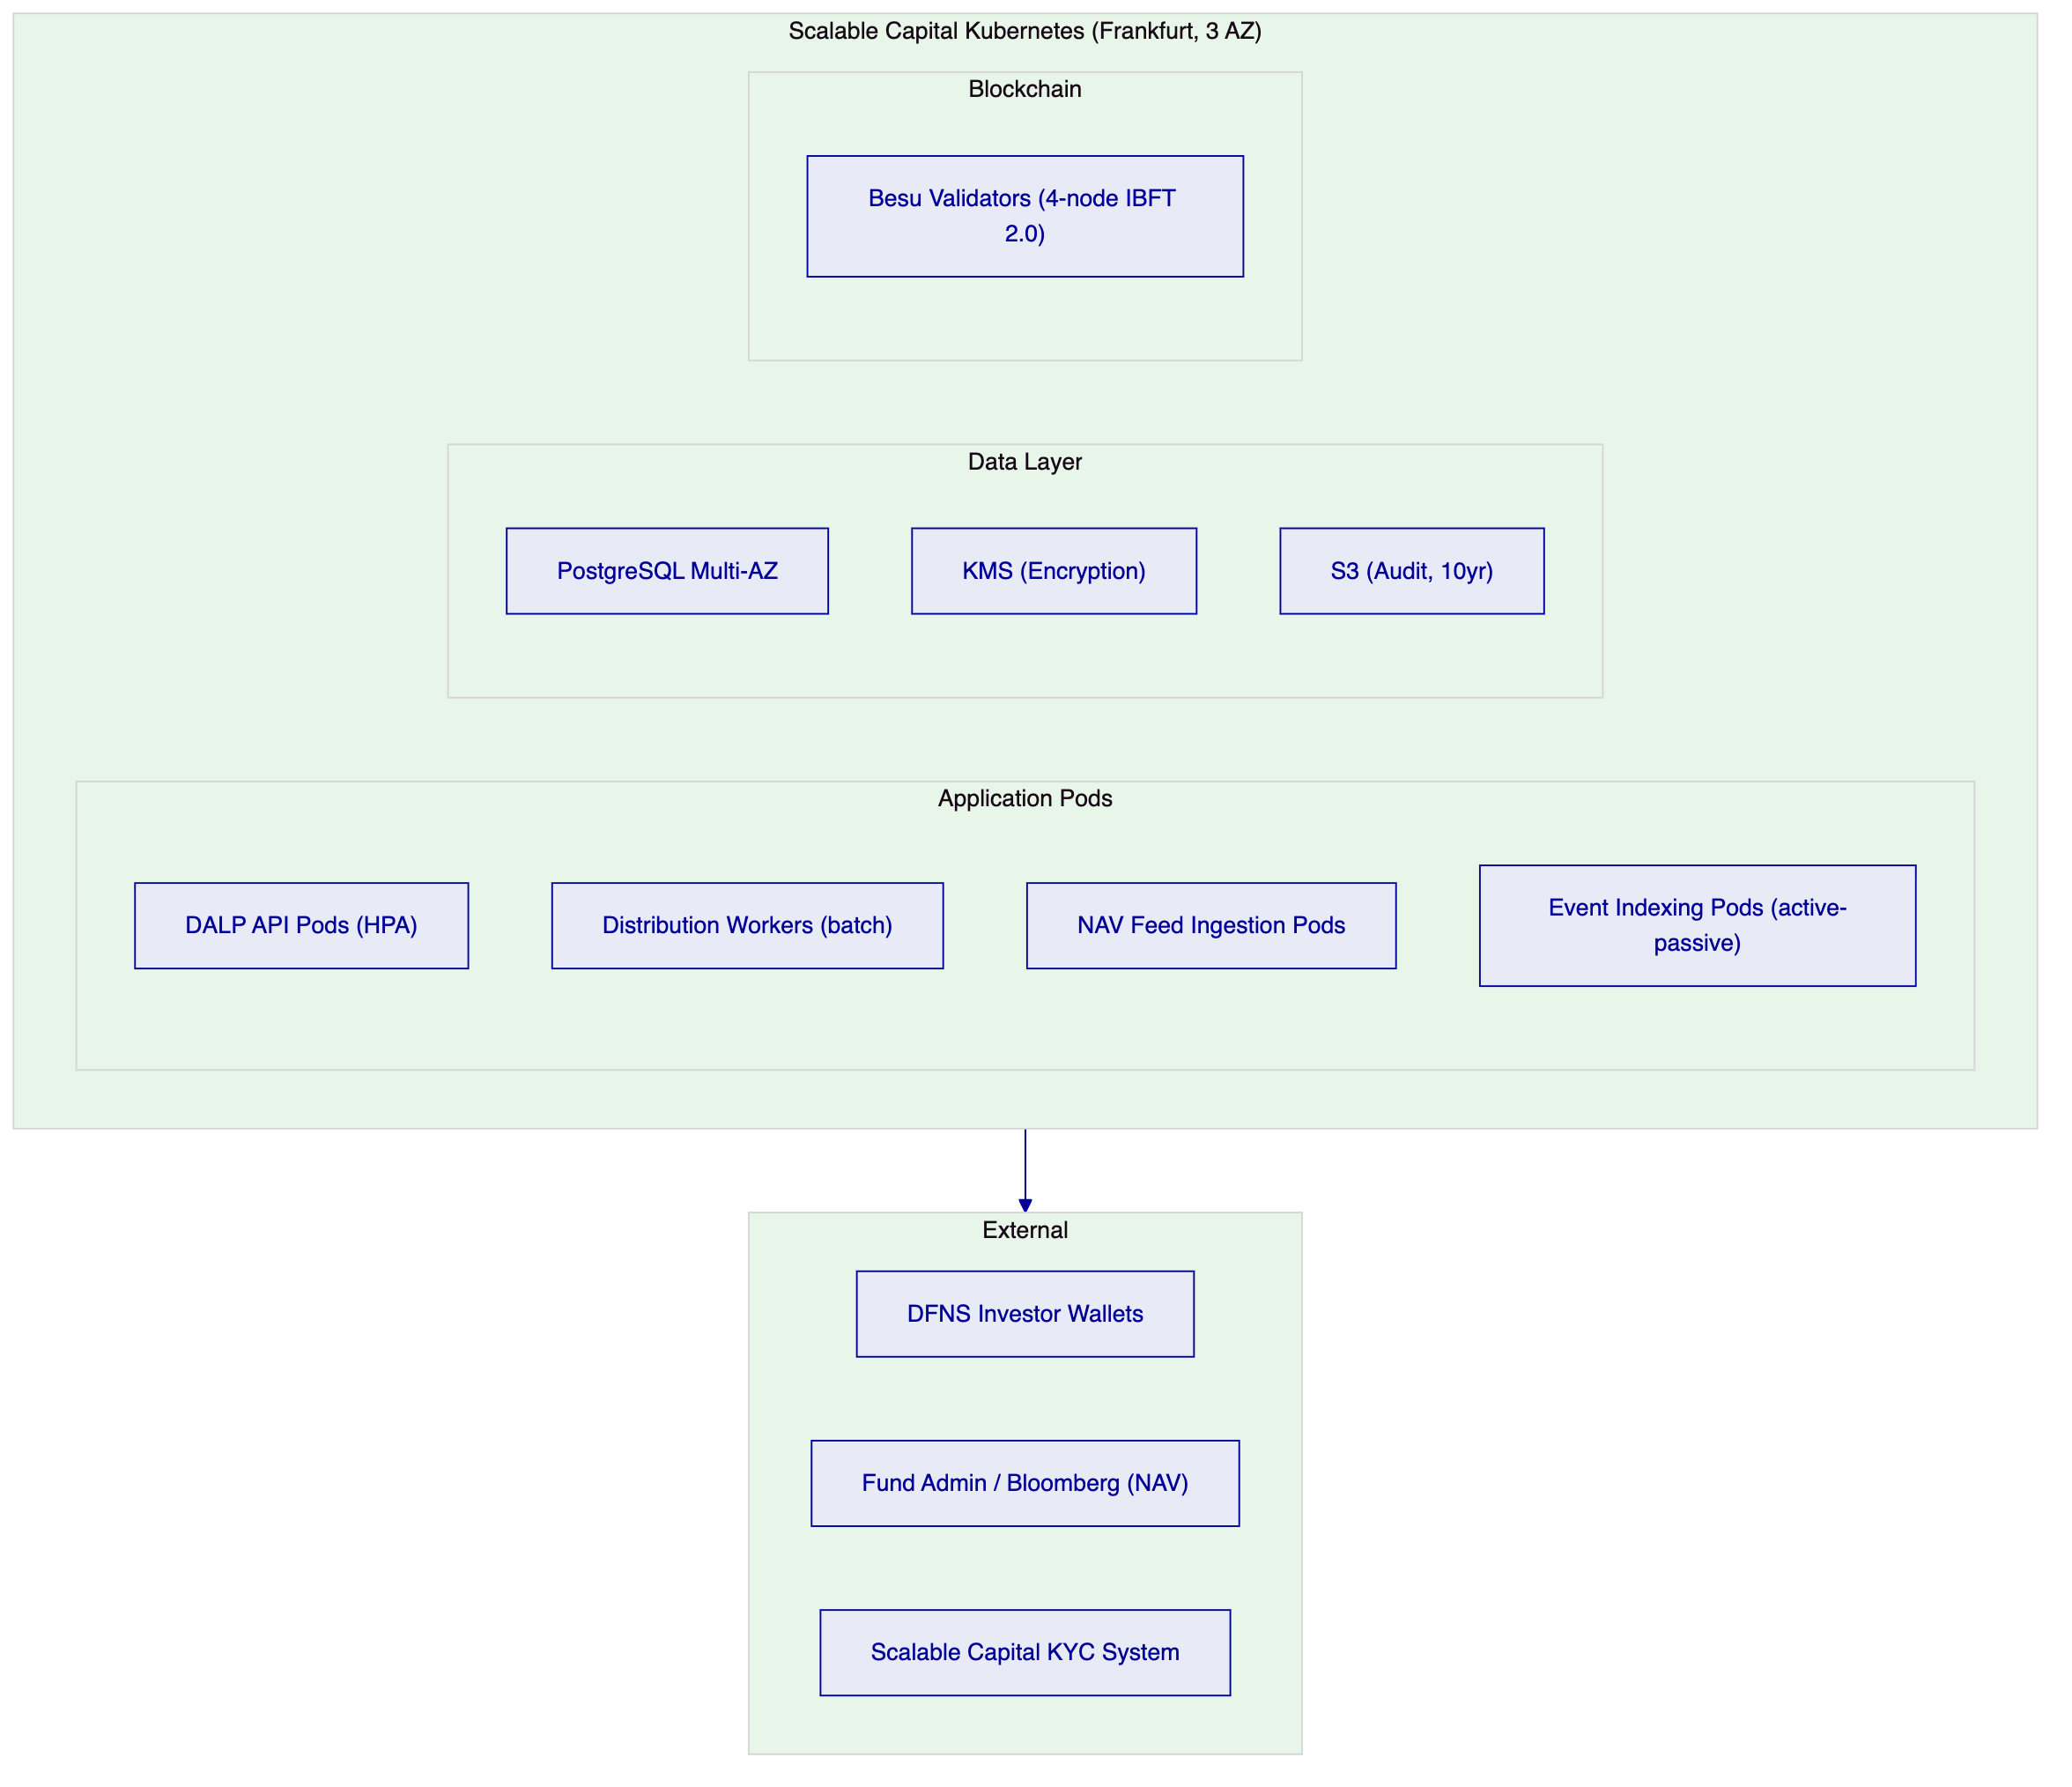 Scalable Capital Kubernetes (Frankfurt, 3 AZ)
Blockchain
Besu Validators (4-node IBFT
2.0)
Data Layer
PostgreSQL Multi-AZ
KMS (Encryption)
S3 (Audit, 10yr)
Application Pods
DALP API Pods (HPA)
Distribution Workers (batch)
NAV Feed Ingestion Pods
Event Indexing Pods (active-
passive)
External
DFNS Investor Wallets
Fund Admin / Bloomberg (NAV)
Scalable Capital KYC System